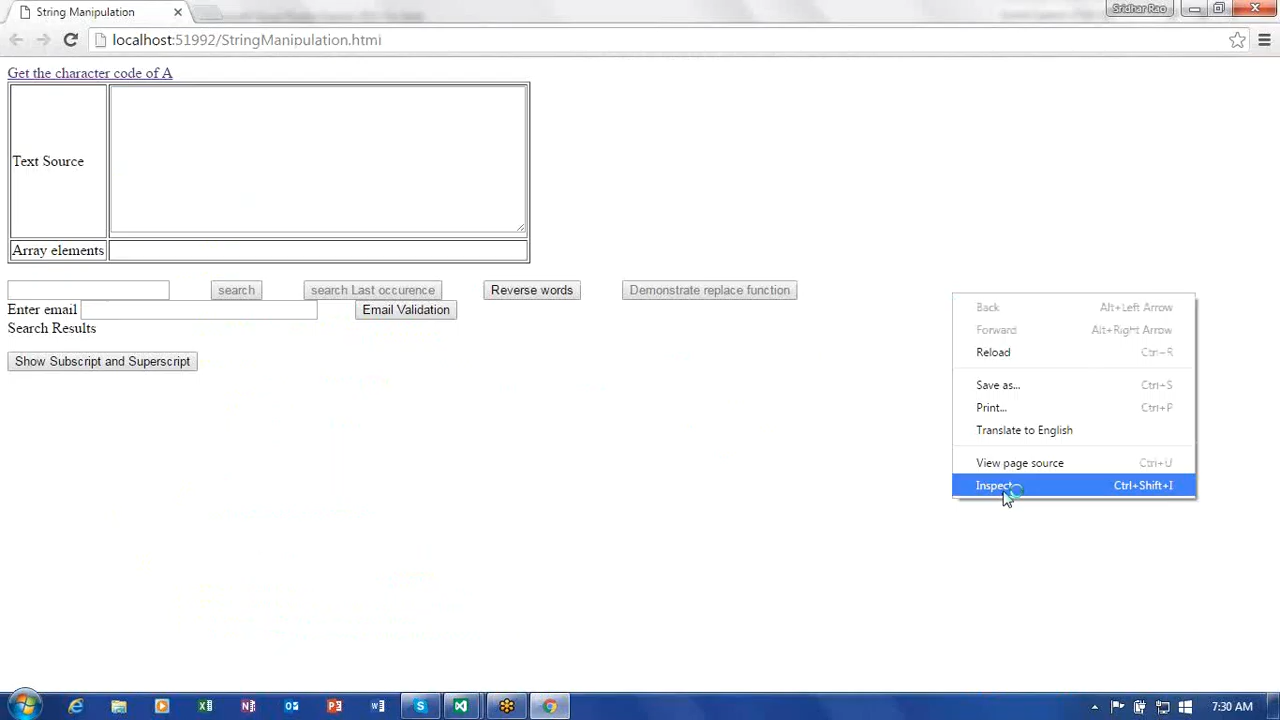 String Manipulation
Sridhar Rao
localhost:51992/StringManipulation.html
Get the character code of A
Text Source
Array elements
search
search Last occurence
Reverse words
Demonstrate replace function
Enter email
Email Validation
Search Results
Show Subscript and Superscript
Back Alt+Left Arrow
Forward Alt+Right Arrow
Reload Ctrl+R
Save as... Ctrl+S
Print... Ctrl+P
Translate to English
View page source Ctrl+U
Inspect Ctrl+Shift+I
7:30 AM